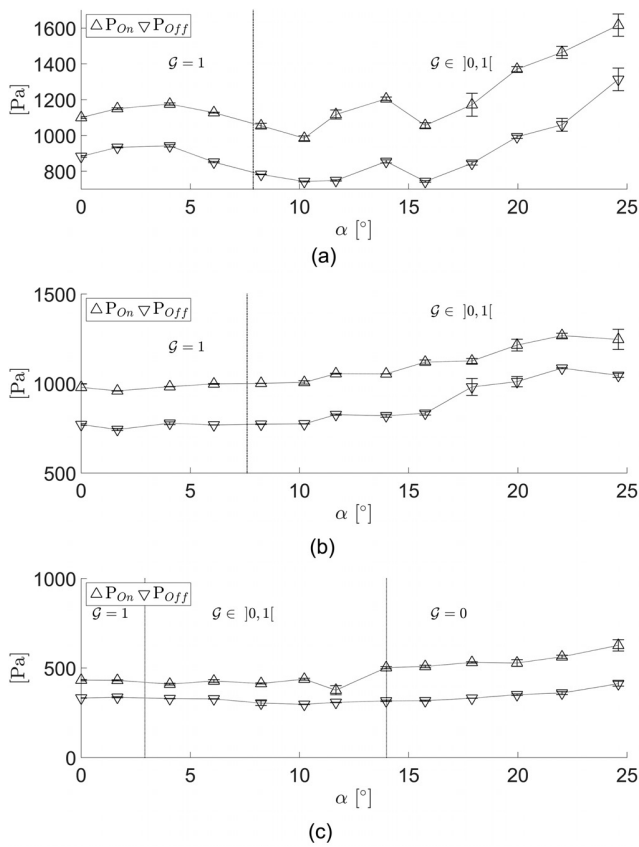 1600
1400
1200
1000
800
[Pa]
△ P_On ▽ P_Off
𝒢 = 1
𝒢 ∈ ]0,1[
0 5 10 15 20 25
α [°]
(a)
1500
1000
500
[Pa]
△ P_On ▽ P_Off
𝒢 = 1
𝒢 ∈ ]0,1[
0 5 10 15 20 25
α [°]
(b)
1000
500
0
[Pa]
△ P_On ▽ P_Off
𝒢 = 1
𝒢 ∈ ]0,1[
𝒢 = 0
0 5 10 15 20 25
α [°]
(c)